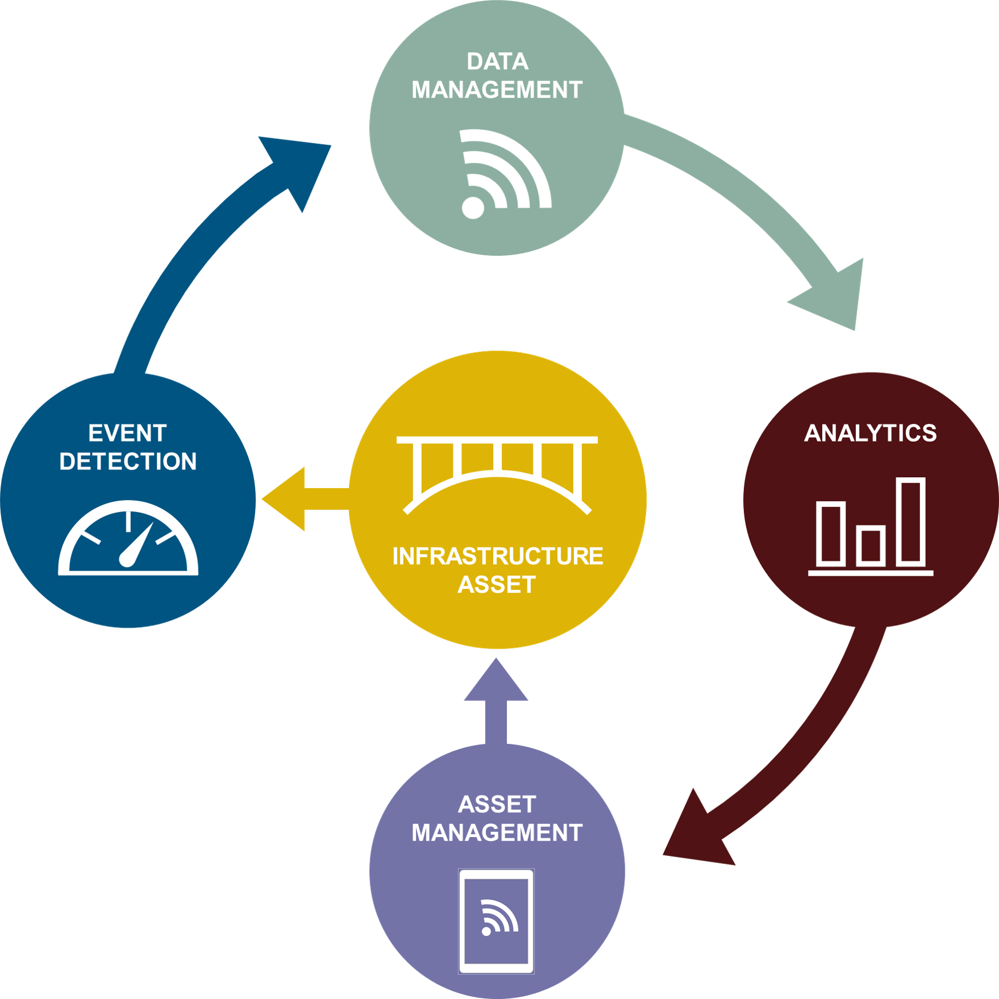 DATA
MANAGEMENT
EVENT
DETECTION
ANALYTICS
INFRASTRUCTURE
ASSET
ASSET
MANAGEMENT